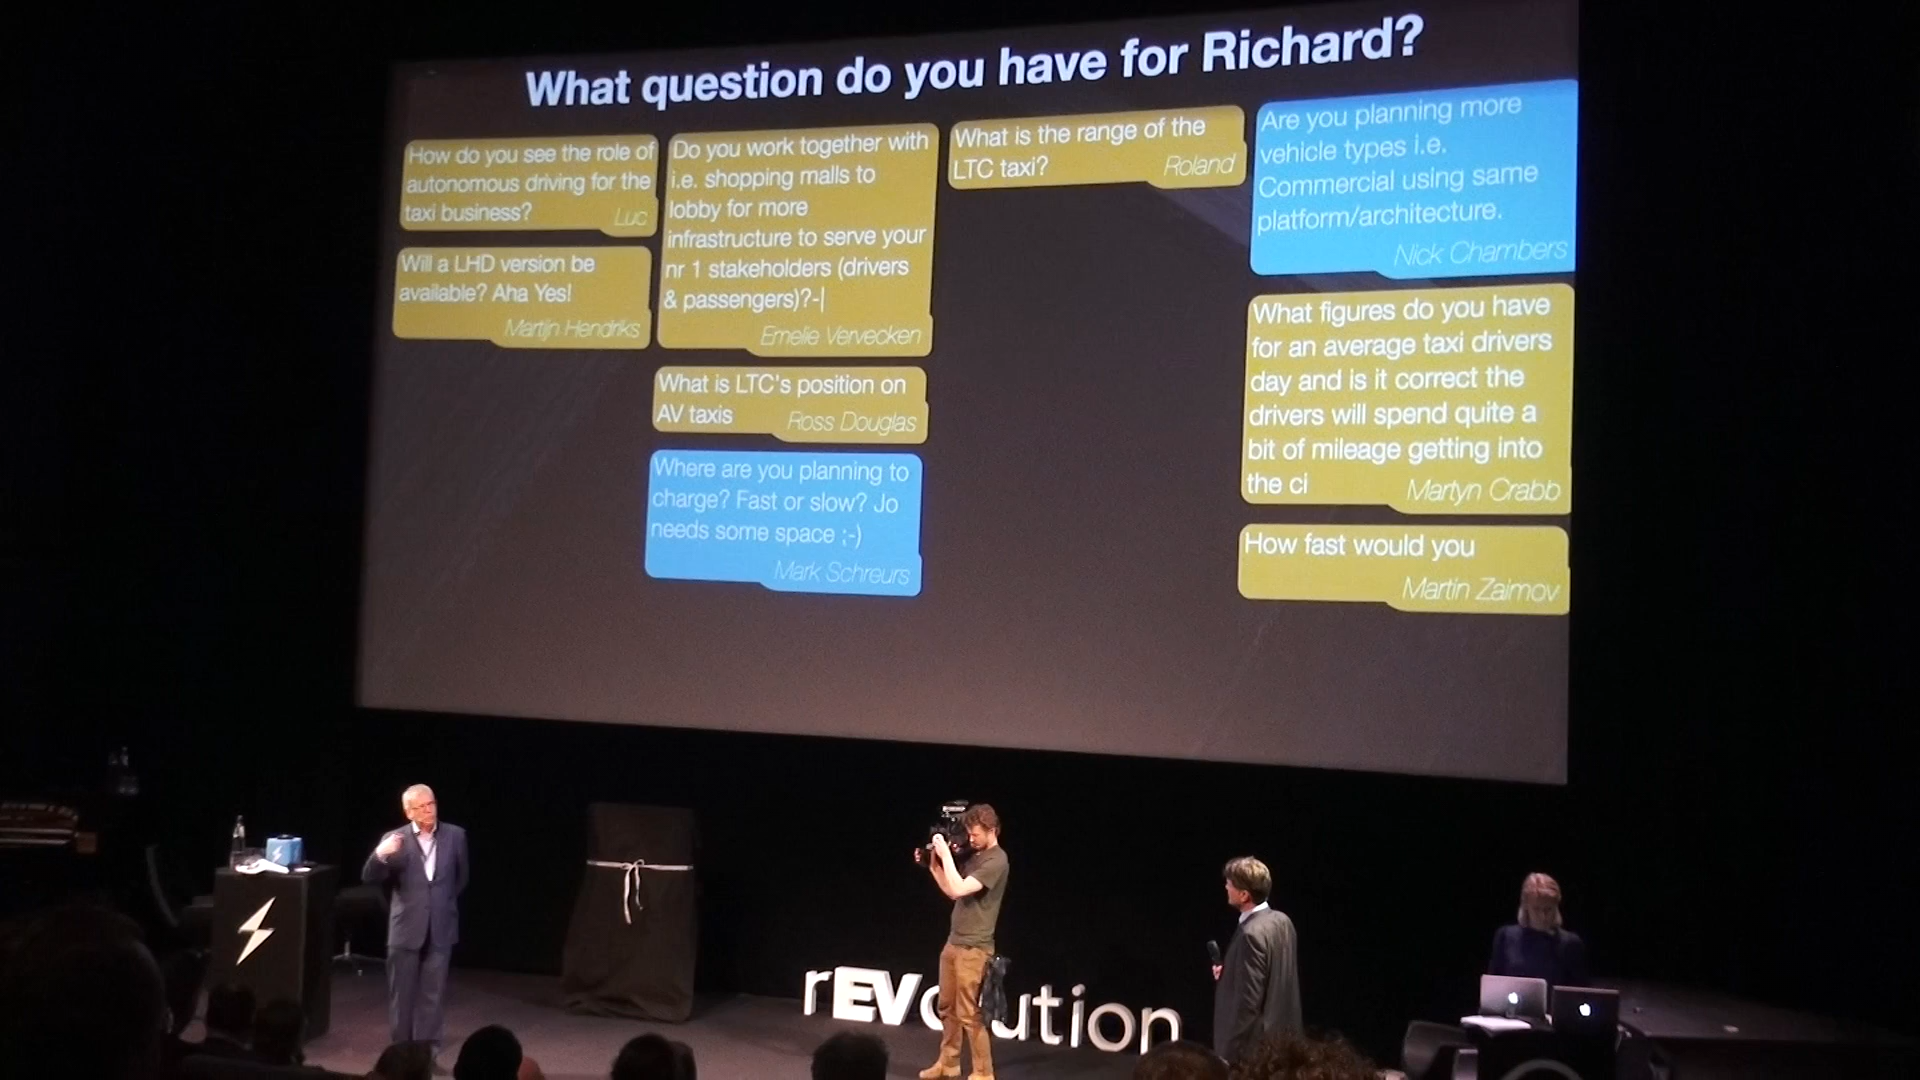 What question do you have for Richard?
How do you see the role of
autonomous driving for the
taxi business?
Luc
Will a LHD version be
available? Aha Yes!
Martijn Hendriks
Do you work together with
i.e. shopping malls to
lobby for more
infrastructure to serve your
nr 1 stakeholders (drivers
& passengers)?-|
Emelie Vervecken
What is LTC's position on
AV taxis
Ross Douglas
Where are you planning to
charge? Fast or slow? Jo
needs some space ;-)
Mark Schreurs
What is the range of the
LTC taxi?
Roland
Are you planning more
vehicle types i.e.
Commercial using same
platform/architecture.
Nick Chambers
What figures do you have
for an average taxi drivers
day and is it correct the
drivers will spend quite a
bit of mileage getting into
the ci
Martyn Crabb
How fast would you
Martin Zaimov
rEVolution